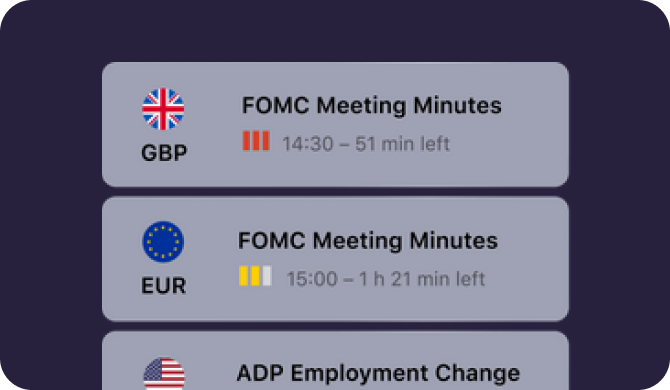 FOMC Meeting Minutes
GBP
14:30 – 51 min left
FOMC Meeting Minutes
EUR
15:00 – 1 h 21 min left
ADP Employment Change